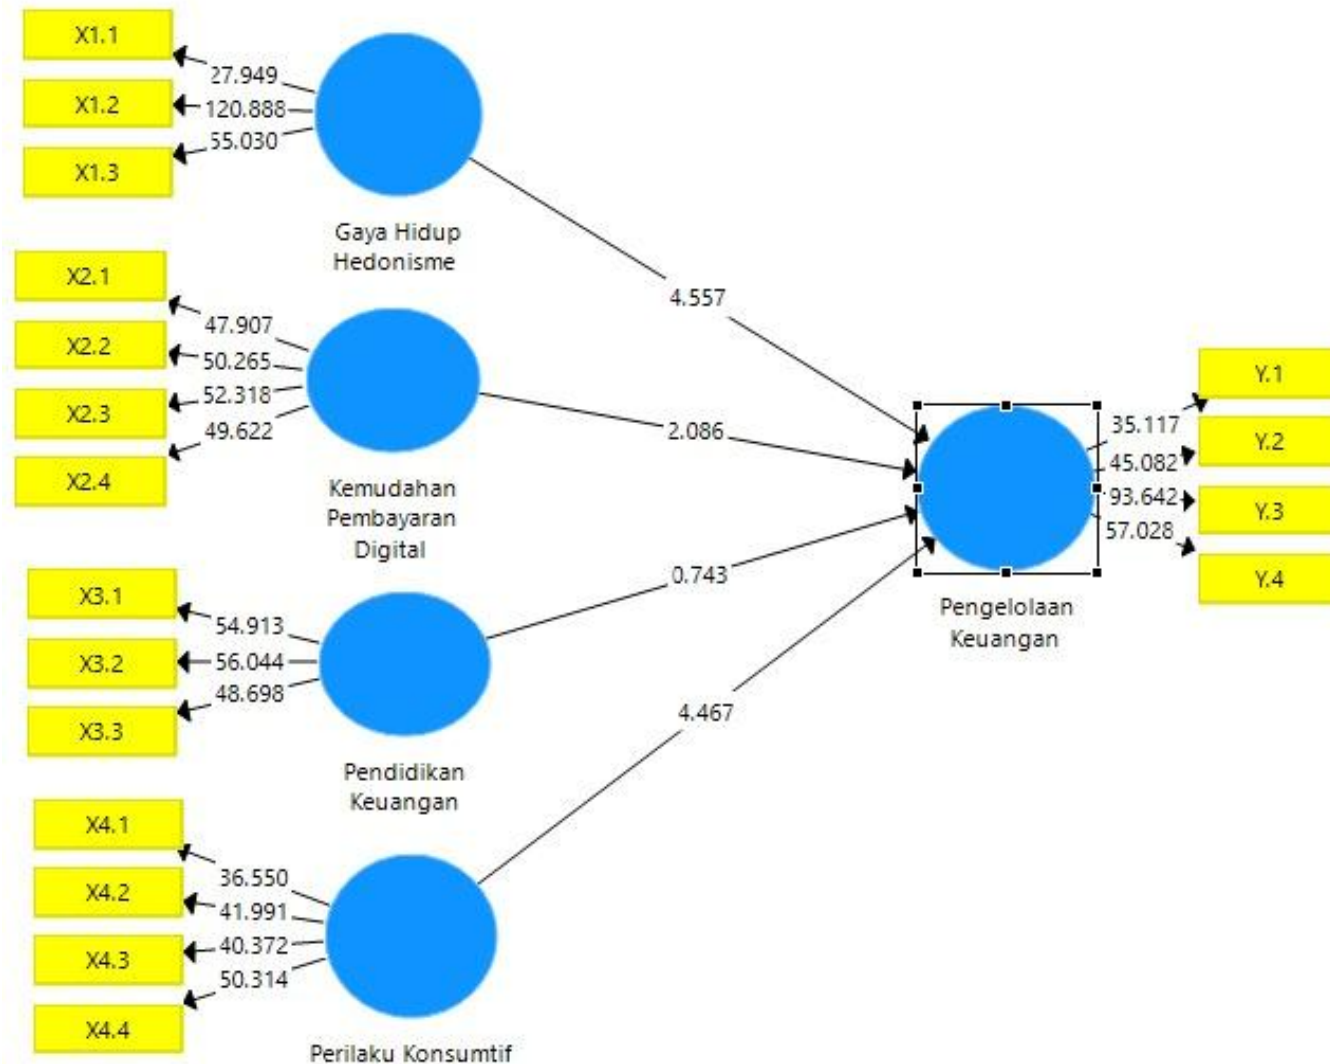 X1.1
27.949
X1.2
120.888
55.030
X1.3
Gaya Hidup
Hedonisme
4.557
X2.1
47.907
X2.2
50.265
52.318
X2.3
49.622
X2.4
Kemudahan
Pembayaran
Digital
2.086
X3.1
54.913
X3.2
56.044
48.698
X3.3
Pendidikan
Keuangan
0.743
X4.1
36.550
X4.2
41.991
40.372
X4.3
50.314
X4.4
Perilaku Konsumtif
4.467
Pengelolaan
Keuangan
Y.1
35.117
Y.2
45.082
93.642
Y.3
57.028
Y.4